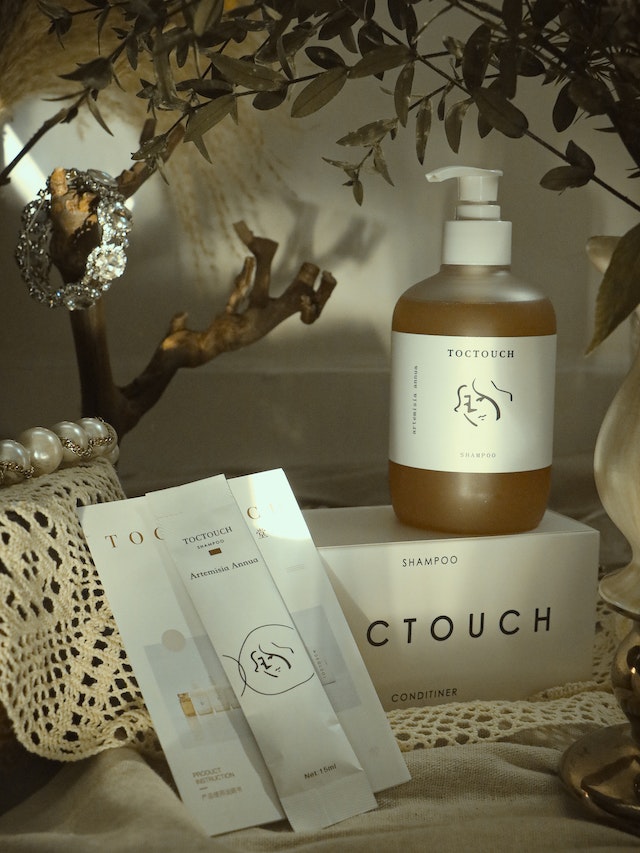 TOCTOUCH
artemisia annua
SHAMPOO
SHAMPOO
CTOUCH
CONDITINER
TOC
TOCTOUCH
SHAMPOO
Artemisia Annua
Net 15ml
PRODUCT
INSTRUCTION